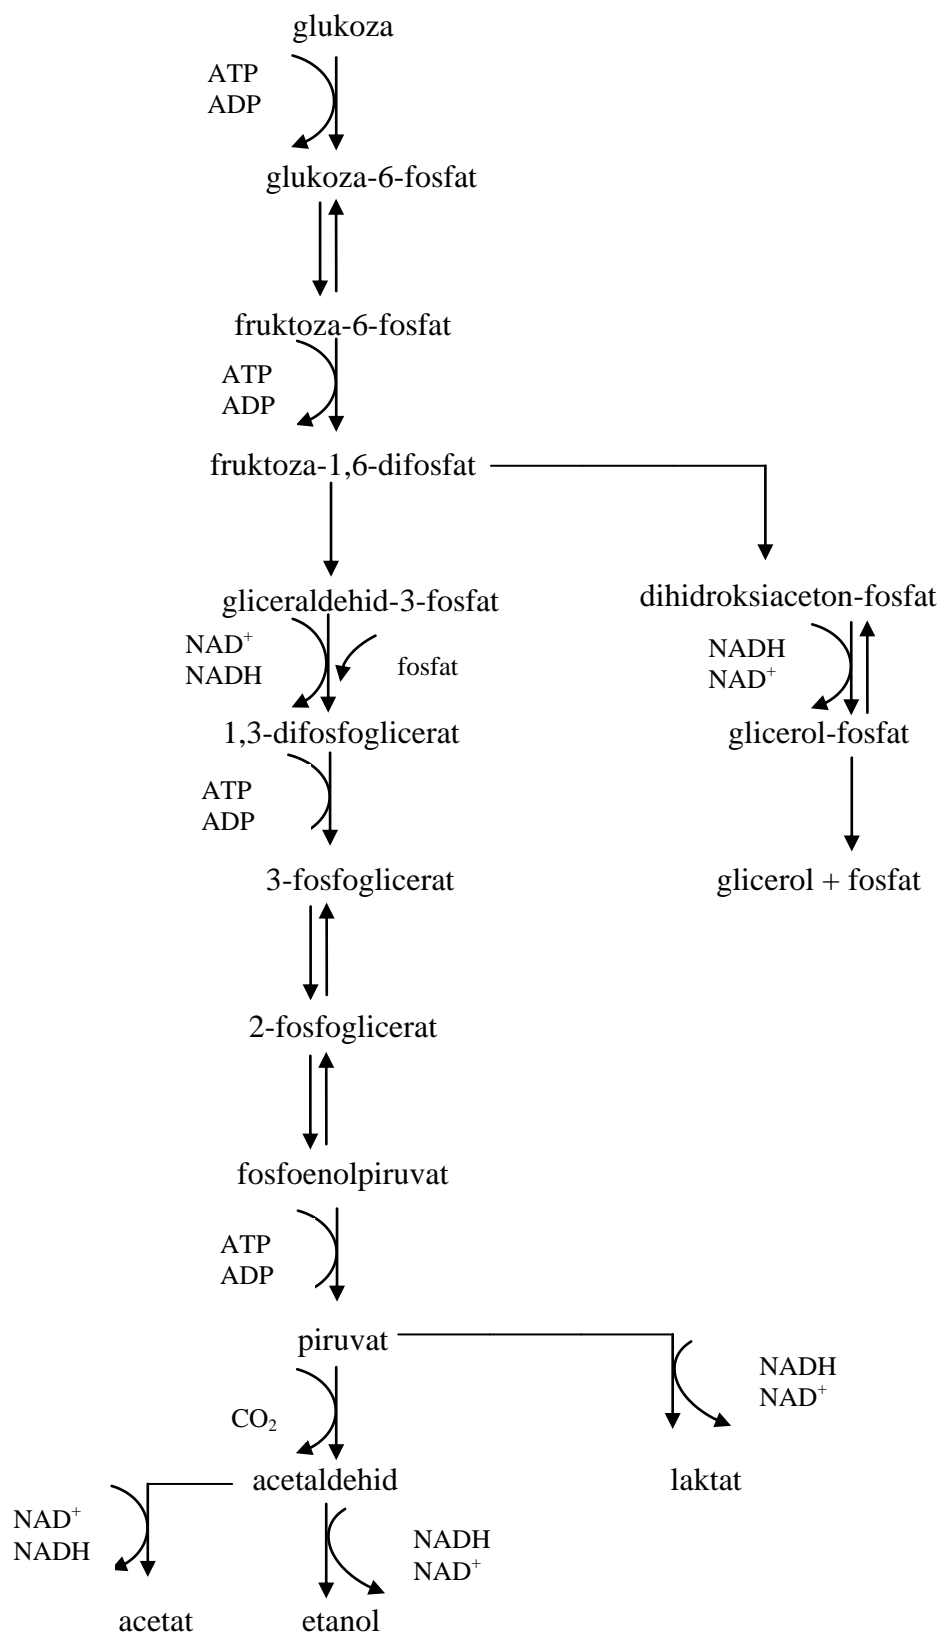 glukoza
ATP
ADP
glukoza-6-fosfat
fruktoza-6-fosfat
ATP
ADP
fruktoza-1,6-difosfat
gliceraldehid-3-fosfat
dihidroksiaceton-fosfat
NAD⁺
NADH
fosfat
NADH
NAD⁺
1,3-difosfoglicerat
glicerol-fosfat
ATP
ADP
3-fosfoglicerat
glicerol + fosfat
2-fosfoglicerat
fosfoenolpiruvat
ATP
ADP
piruvat
NADH
NAD⁺
CO₂
acetaldehid
laktat
NAD⁺
NADH
NADH
NAD⁺
acetat
etanol